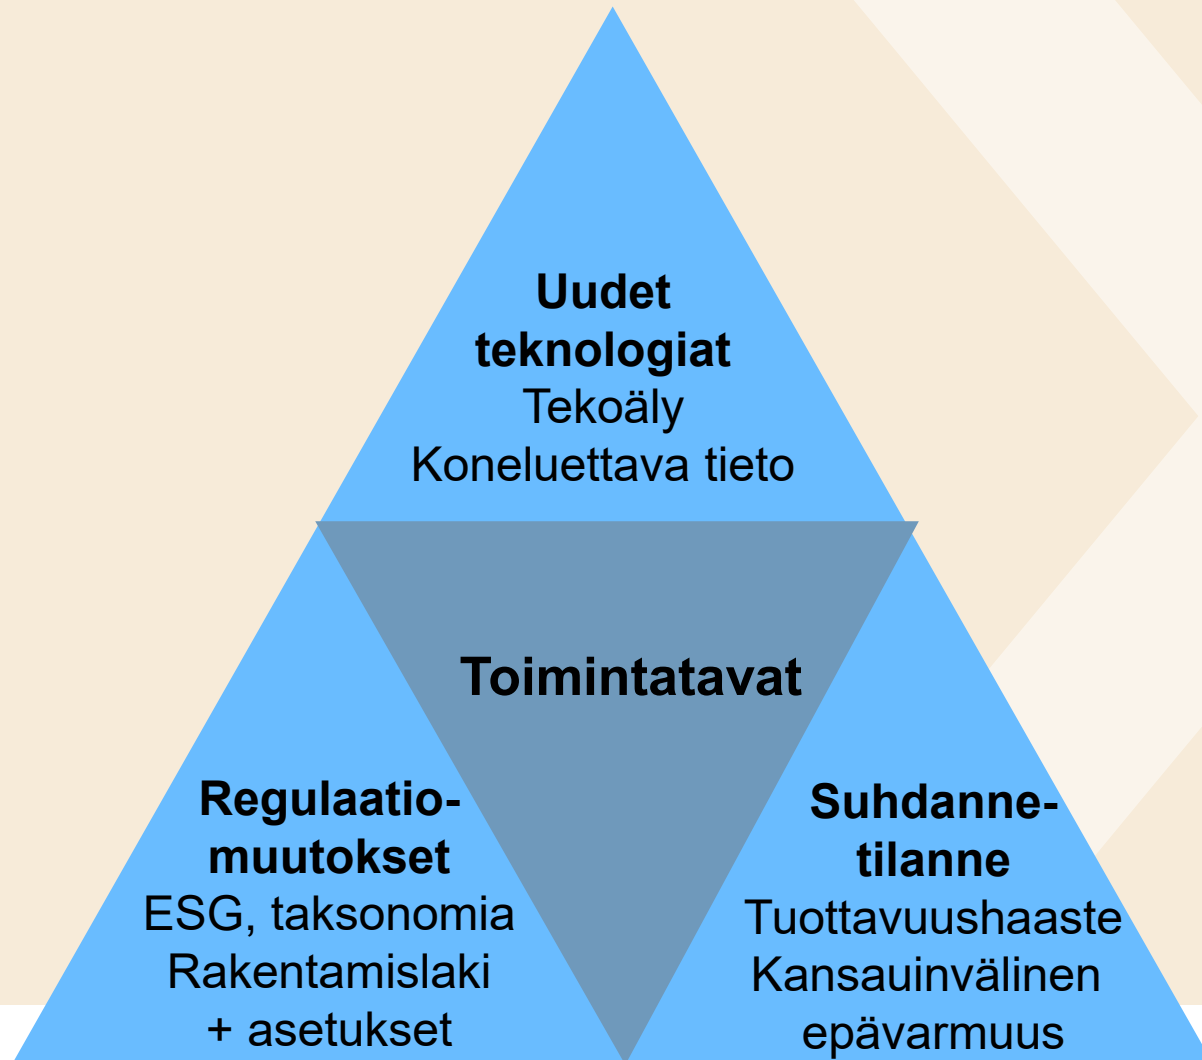 Uudet
teknologiat
Tekoäly
Koneluettava tieto
Toimintatavat
Regulaatio-
muutokset
ESG, taksonomia
Rakentamislaki
+ asetukset
Suhdanne-
tilanne
Tuottavuushaaste
Kansauinvälinen
epävarmuus